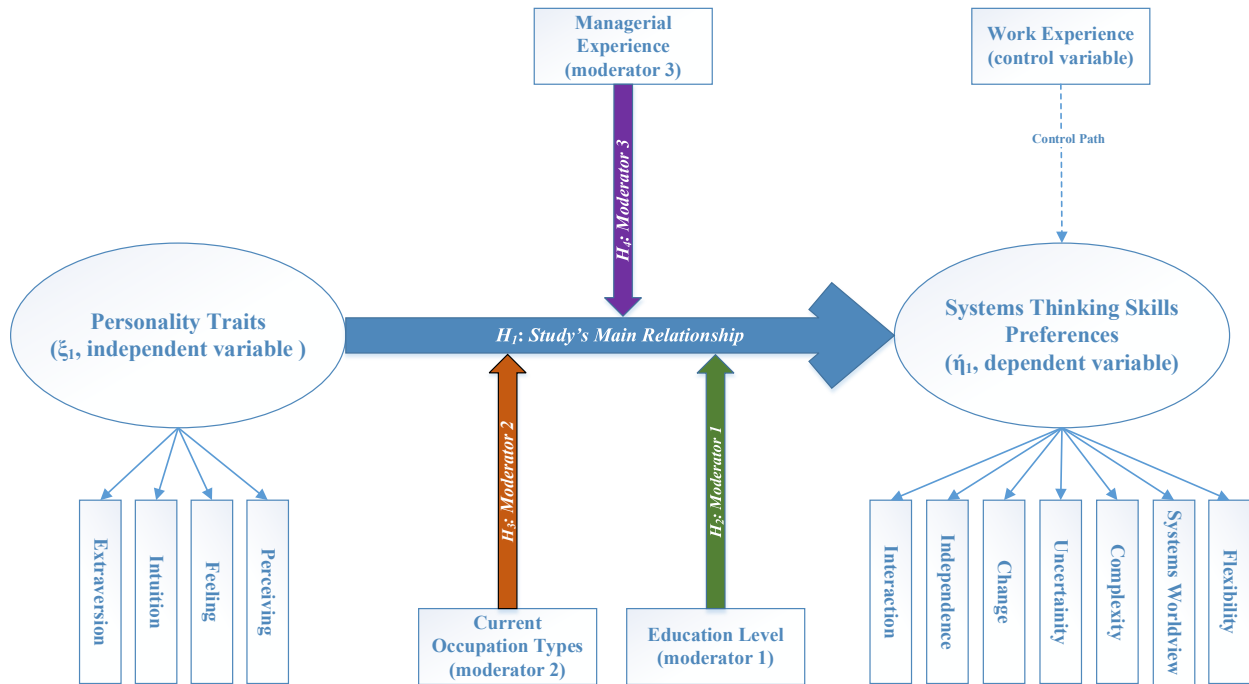 Managerial
Experience
(moderator 3)
Work Experience
(control variable)
H4: Moderator 3
Control Path
Personality Traits
(ξ1, independent variable )
H1: Study's Main Relationship
Systems Thinking Skills
Preferences
(ή1, dependent variable)
H3: Moderator 2
H2: Moderator 1
Extraversion
Intuition
Feeling
Perceiving
Interaction
Independence
Change
Uncertainity
Complexity
Systems Worldview
Flexibility
Current
Occupation Types
(moderator 2)
Education Level
(moderator 1)